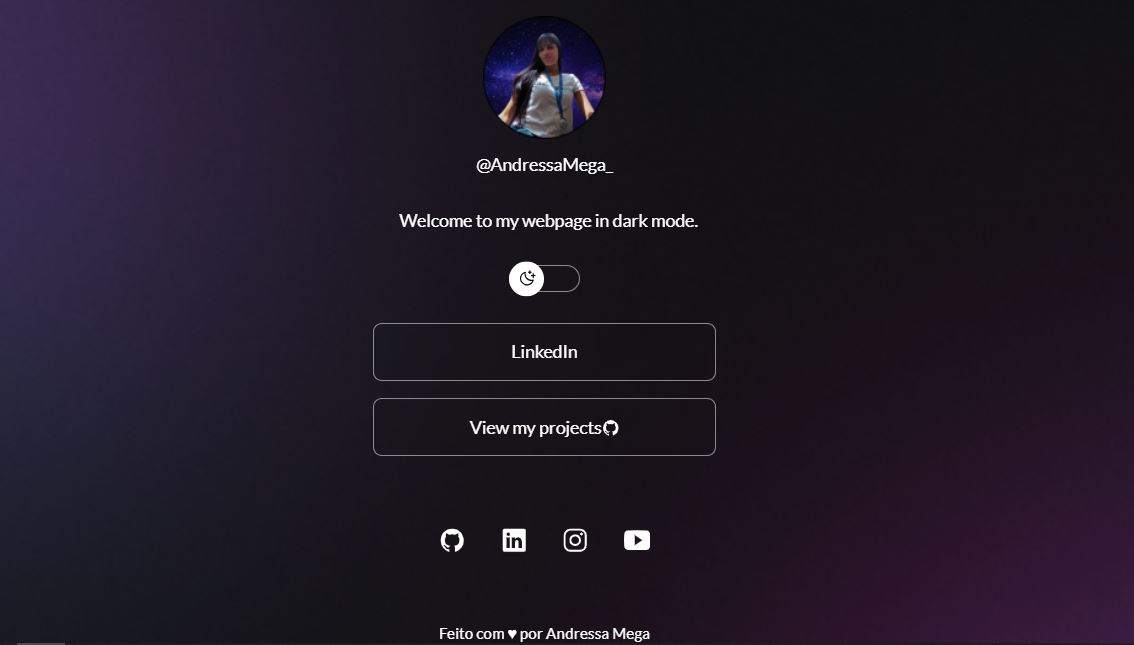 @AndressaMega_
Welcome to my webpage in dark mode.
LinkedIn
View my projects
Feito com ♥ por Andressa Mega